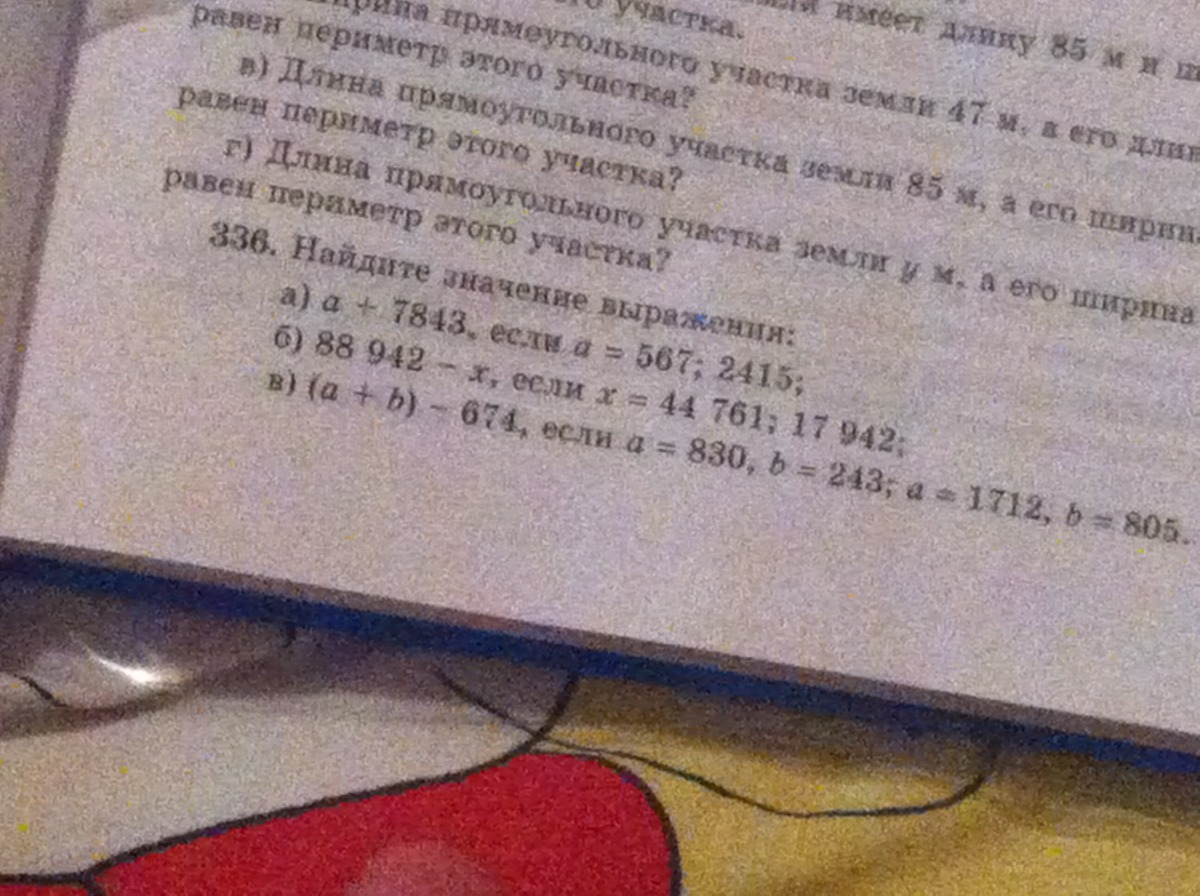 имеет длину 85 м и
участка.
ширина прямоугольного участка земли 47 м, а его длин
равен периметр этого участка?
в) Длина прямоугольного участка земли 85 м, а его ширин
равен периметр этого участка?
г) Длина прямоугольного участка земли y м, а его ширина
равен периметр этого участка?
336. Найдите значение выражения:
а) a + 7843, если a = 567; 2415;
б) 88 942 – x, если x = 44 761; 17 942;
в) (a + b) – 674, если a = 830, b = 243; a = 1712, b = 805.